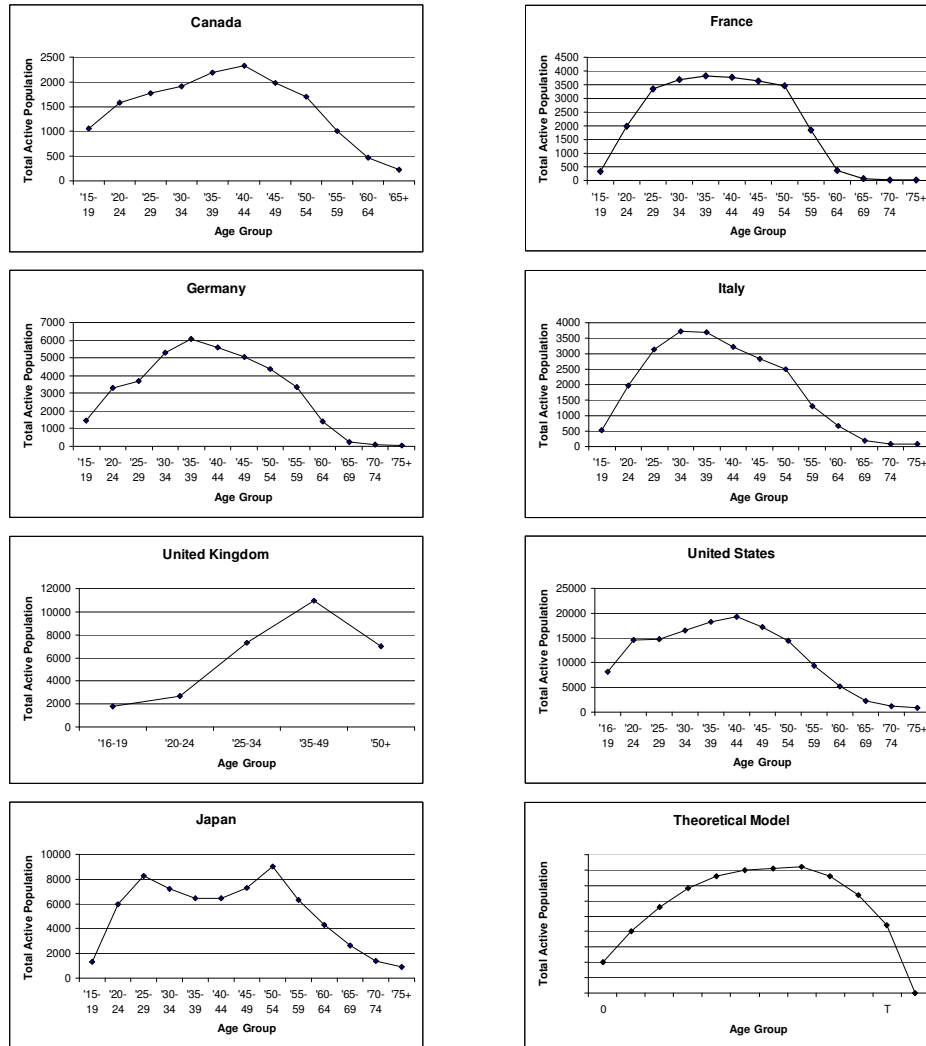 Canada
Total Active Population
2500
2000
1500
1000
500
0
'15-19 '20-24 '25-29 '30-34 '35-39 '40-44 '45-49 '50-54 '55-59 '60-64 '65+
Age Group
France
Total Active Population
4500
4000
3500
3000
2500
2000
1500
1000
500
0
'15-19 '20-24 '25-29 '30-34 '35-39 '40-44 '45-49 '50-54 '55-59 '60-64 '65-69 '70-74 '75+
Age Group
Germany
Total Active Population
7000
6000
5000
4000
3000
2000
1000
0
'15-19 '20-24 '25-29 '30-34 '35-39 '40-44 '45-49 '50-54 '55-59 '60-64 '65-69 '70-74 '75+
Age Group
Italy
Total Active Population
4000
3500
3000
2500
2000
1500
1000
500
0
'15-19 '20-24 '25-29 '30-34 '35-39 '40-44 '45-49 '50-54 '55-59 '60-64 '65-69 '70-74 '75+
Age Group
United Kingdom
Total Active Population
12000
10000
8000
6000
4000
2000
0
'16-19 '20-24 '25-34 '35-49 '50+
Age Group
United States
Total Active Population
25000
20000
15000
10000
5000
0
'16-19 '20-24 '25-29 '30-34 '35-39 '40-44 '45-49 '50-54 '55-59 '60-64 '65-69 '70-74 '75+
Age Group
Japan
Total Active Population
10000
8000
6000
4000
2000
0
'15-19 '20-24 '25-29 '30-34 '35-39 '40-44 '45-49 '50-54 '55-59 '60-64 '65-69 '70-74 '75+
Age Group
Theoretical Model
Total Active Population
0 T
Age Group